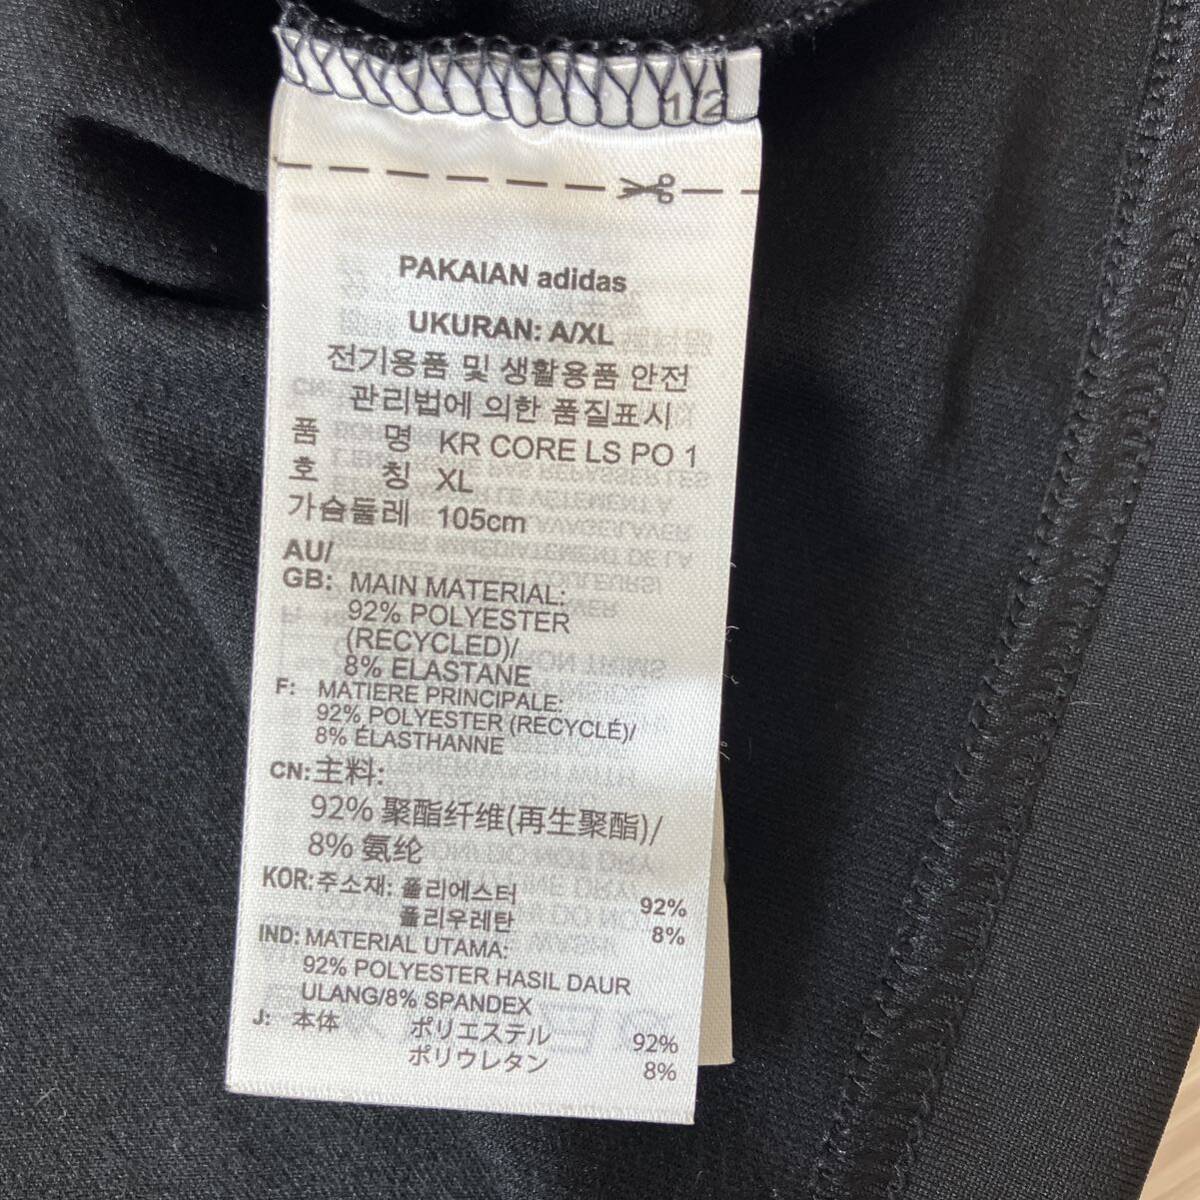 1/2
PAKAIAN adidas
UKURAN: A/XL
전기용품 및 생활용품 안전
관리법에 의한 품질표시
품 명 KR CORE LS PO 1
호 칭 XL
가슴둘레 105cm
AU/
GB: MAIN MATERIAL:
92% POLYESTER
(RECYCLED)/
8% ELASTANE
F: MATIERE PRINCIPALE:
92% POLYESTER (RECYCLÉ)/
8% ÉLASTHANNE
CN:主料:
92% 聚酯纤维(再生聚酯)/
8% 氨纶
KOR:주소재: 폴리에스터 92%
폴리우레탄 8%
IND: MATERIAL UTAMA:
92% POLYESTER HASIL DAUR
ULANG/8% SPANDEX
J: 本体 ポリエステル 92%
ポリウレタン 8%